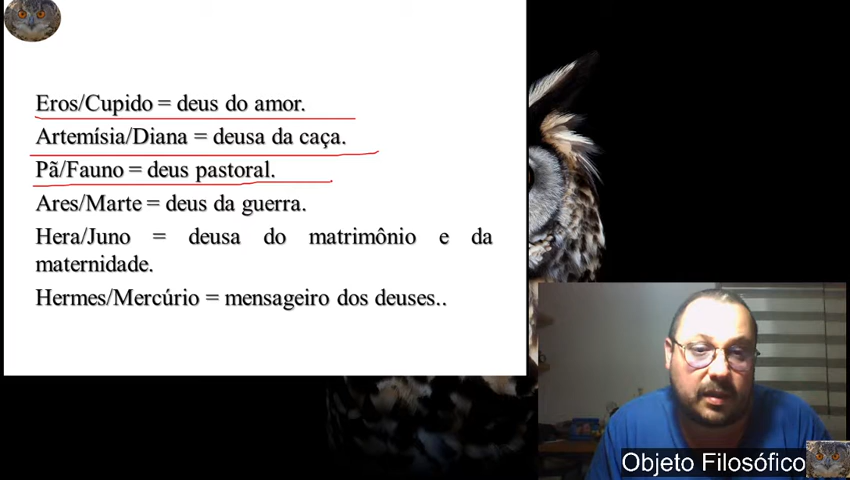 Eros/Cupido = deus do amor.
Artemísia/Diana = deusa da caça.
Pã/Fauno = deus pastoral.
Ares/Marte = deus da guerra.
Hera/Juno = deusa do matrimônio e da
maternidade.
Hermes/Mercúrio = mensageiro dos deuses..
Objeto Filosófico